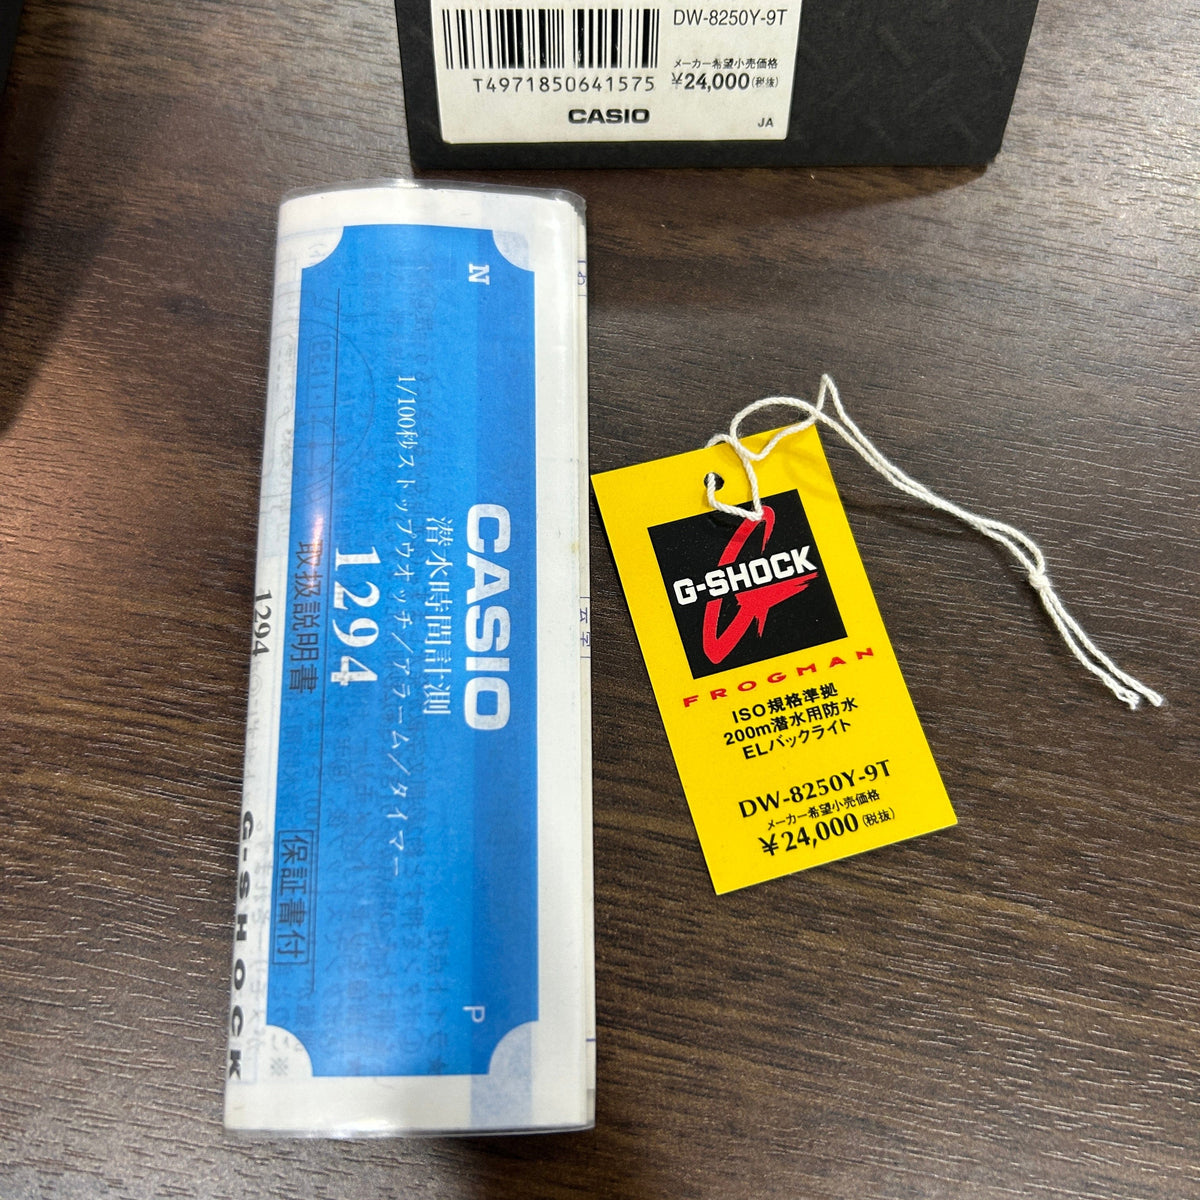 DW-8250Y-9T
メーカー希望小売価格
T4971850641575
¥24,000(税抜)
CASIO
JA
N
CASIO
潜水時間計測
1/100秒ストップウオッチ/アラーム/タイマー
1294
取扱説明書
保証書付
P
1294
G-SHOCK
G-SHOCK
FROGMAN
ISO規格準拠
200m潜水用防水
ELバックライト
DW-8250Y-9T
メーカー希望小売価格
¥24,000(税抜)